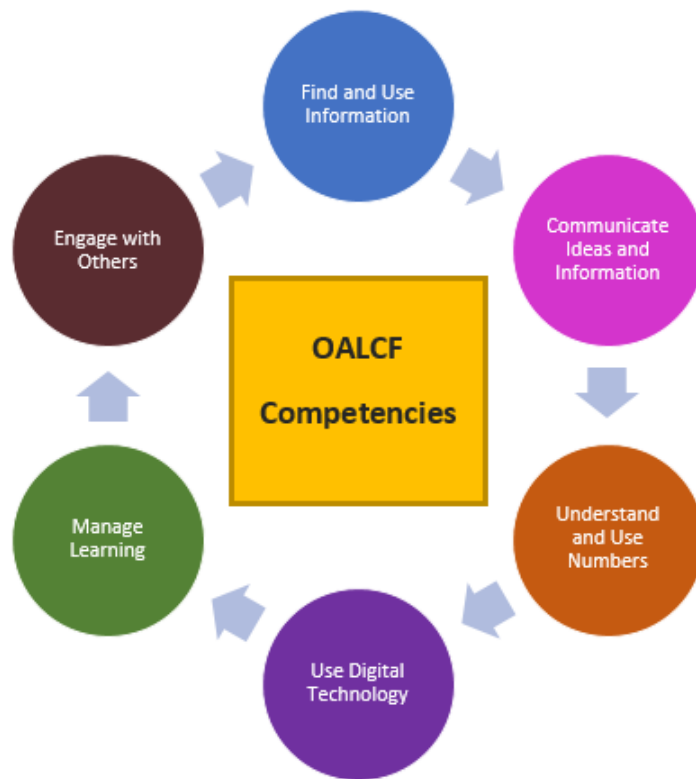 Find and Use
Information
Communicate
Ideas and
Information
Understand
and Use
Numbers
Use Digital
Technology
Manage
Learning
Engage with
Others
OALCF
Competencies